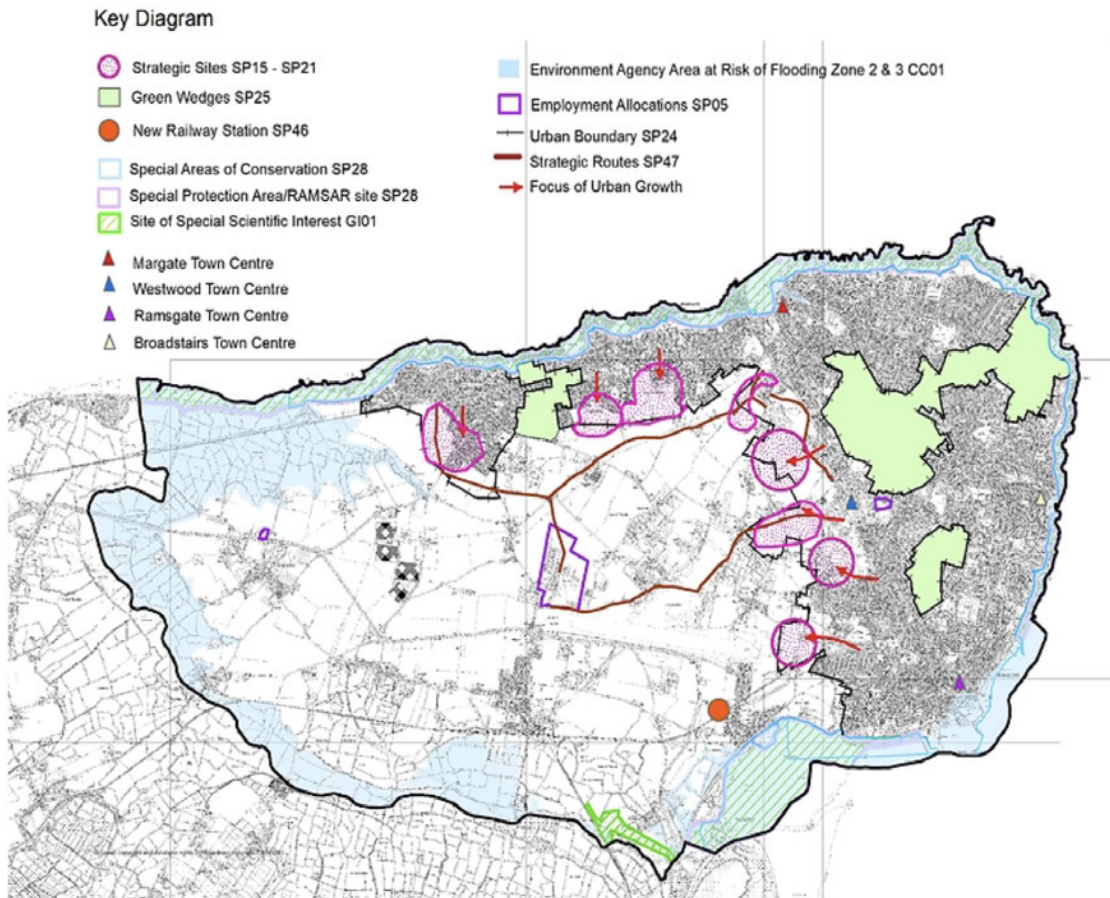 Key Diagram
Strategic Sites SP15 - SP21
Green Wedges SP25
New Railway Station SP46
Special Areas of Conservation SP28
Special Protection Area/RAMSAR site SP28
Site of Special Scientific Interest GI01
Margate Town Centre
Westwood Town Centre
Ramsgate Town Centre
Broadstairs Town Centre
Environment Agency Area at Risk of Flooding Zone 2 & 3 CC01
Employment Allocations SP05
Urban Boundary SP24
Strategic Routes SP47
Focus of Urban Growth